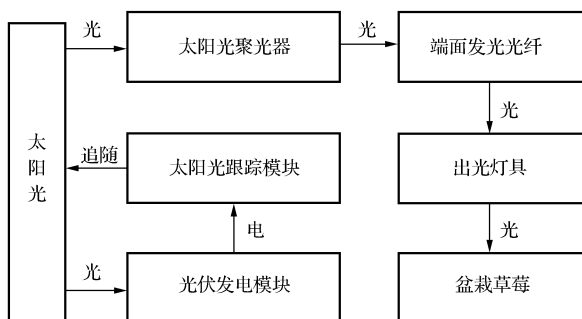 光
太阳光聚光器
光
端面发光光纤
光
太阳光
追随
太阳光跟踪模块
出光灯具
电
光
光
光伏发电模块
盆栽草莓